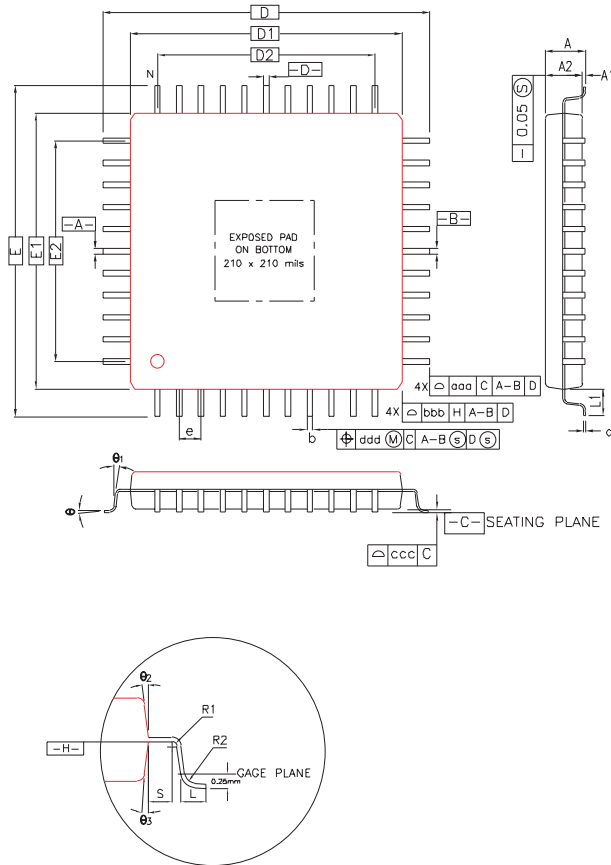 D
D1
D2
N
-D-
A
A2
A1
- 0.05 S
-A-
-B-
E
E1
E2
EXPOSED PAD
ON BOTTOM
210 x 210 mils
4X ⌓ aaa C A-B D
4X ⌓ bbb H A-B D
e
b
⌖ ddd M C A-B S D S
L1
θ1
θ
-C- SEATING PLANE
⌓ ccc C
θ2
R1
-H-
R2
GAGE PLANE
0.25mm
S
L
θ3